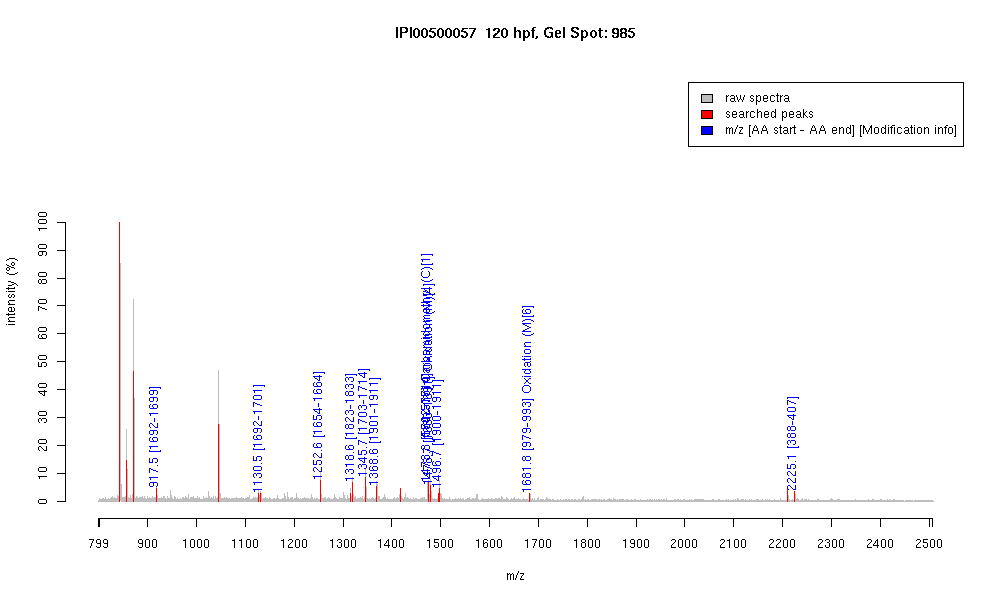 IPI00500057 120 hpf, Gel Spot: 985
raw spectra
searched peaks
m/z [AA start - AA end] [Modification info]
intensity (%)
100
90
80
70
60
50
40
30
20
10
0
917.5 [1692-1699]
1130.5 [1692-1701]
1252.6 [1654-1664]
1318.6 [1823-1833]
1345.7 [1703-1714]
1368.6 [1901-1911]
1496.7 [1900-1911]
1681.8 [979-993] Oxidation (M)[6]
2225.1 [388-407]
799 900 1000 1100 1200 1300 1400 1500 1600 1700 1800 1900 2000 2100 2200 2300 2400 2500
m/z